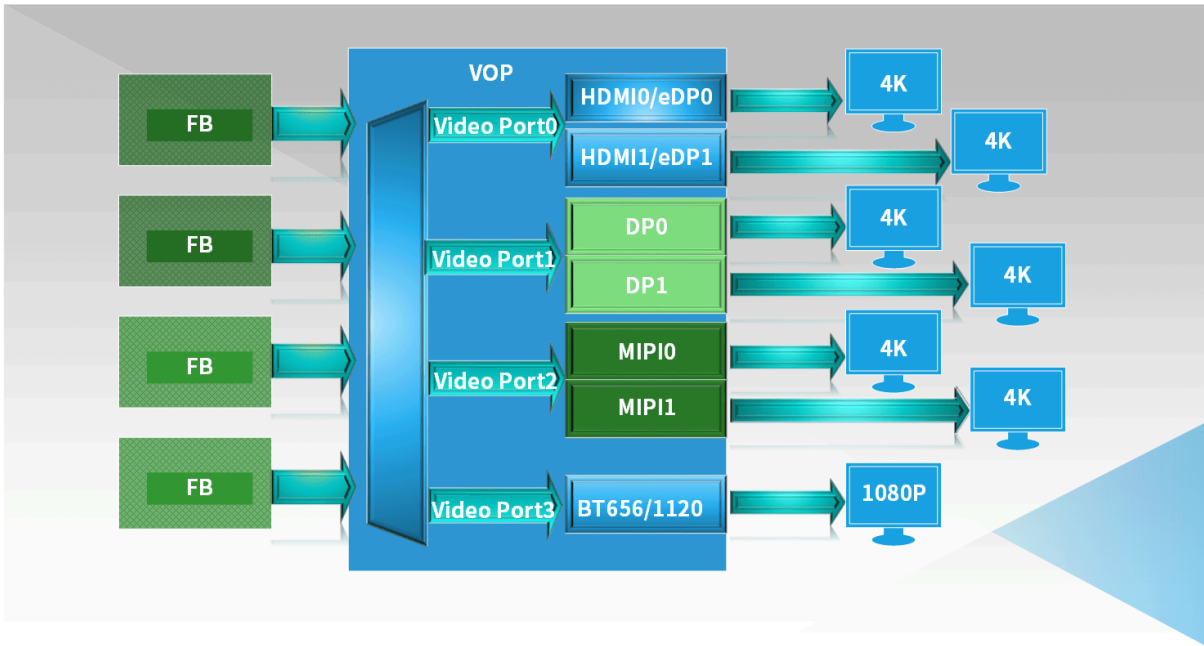 VOP
FB
FB
FB
FB
Video Port0
Video Port1
Video Port2
Video Port3
HDMI0/eDP0
HDMI1/eDP1
DP0
DP1
MIPI0
MIPI1
BT656/1120
4K
4K
4K
4K
4K
4K
1080P